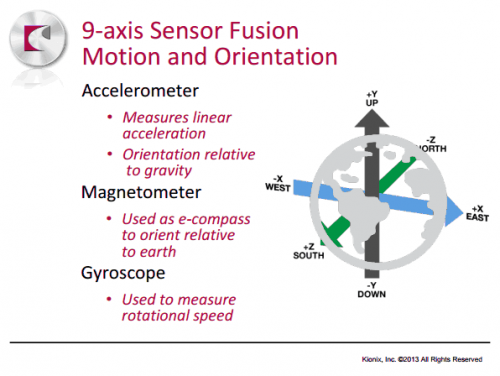 9-axis Sensor Fusion
Motion and Orientation
Accelerometer
• Measures linear
acceleration
• Orientation relative
to gravity
Magnetometer
• Used as e-compass
to orient relative
to earth
Gyroscope
• Used to measure
rotational speed
+Y
UP
-Z
NORTH
-X
WEST
+X
EAST
+Z
SOUTH
-Y
DOWN
Kionix, Inc. ©2013 All Rights Reserved